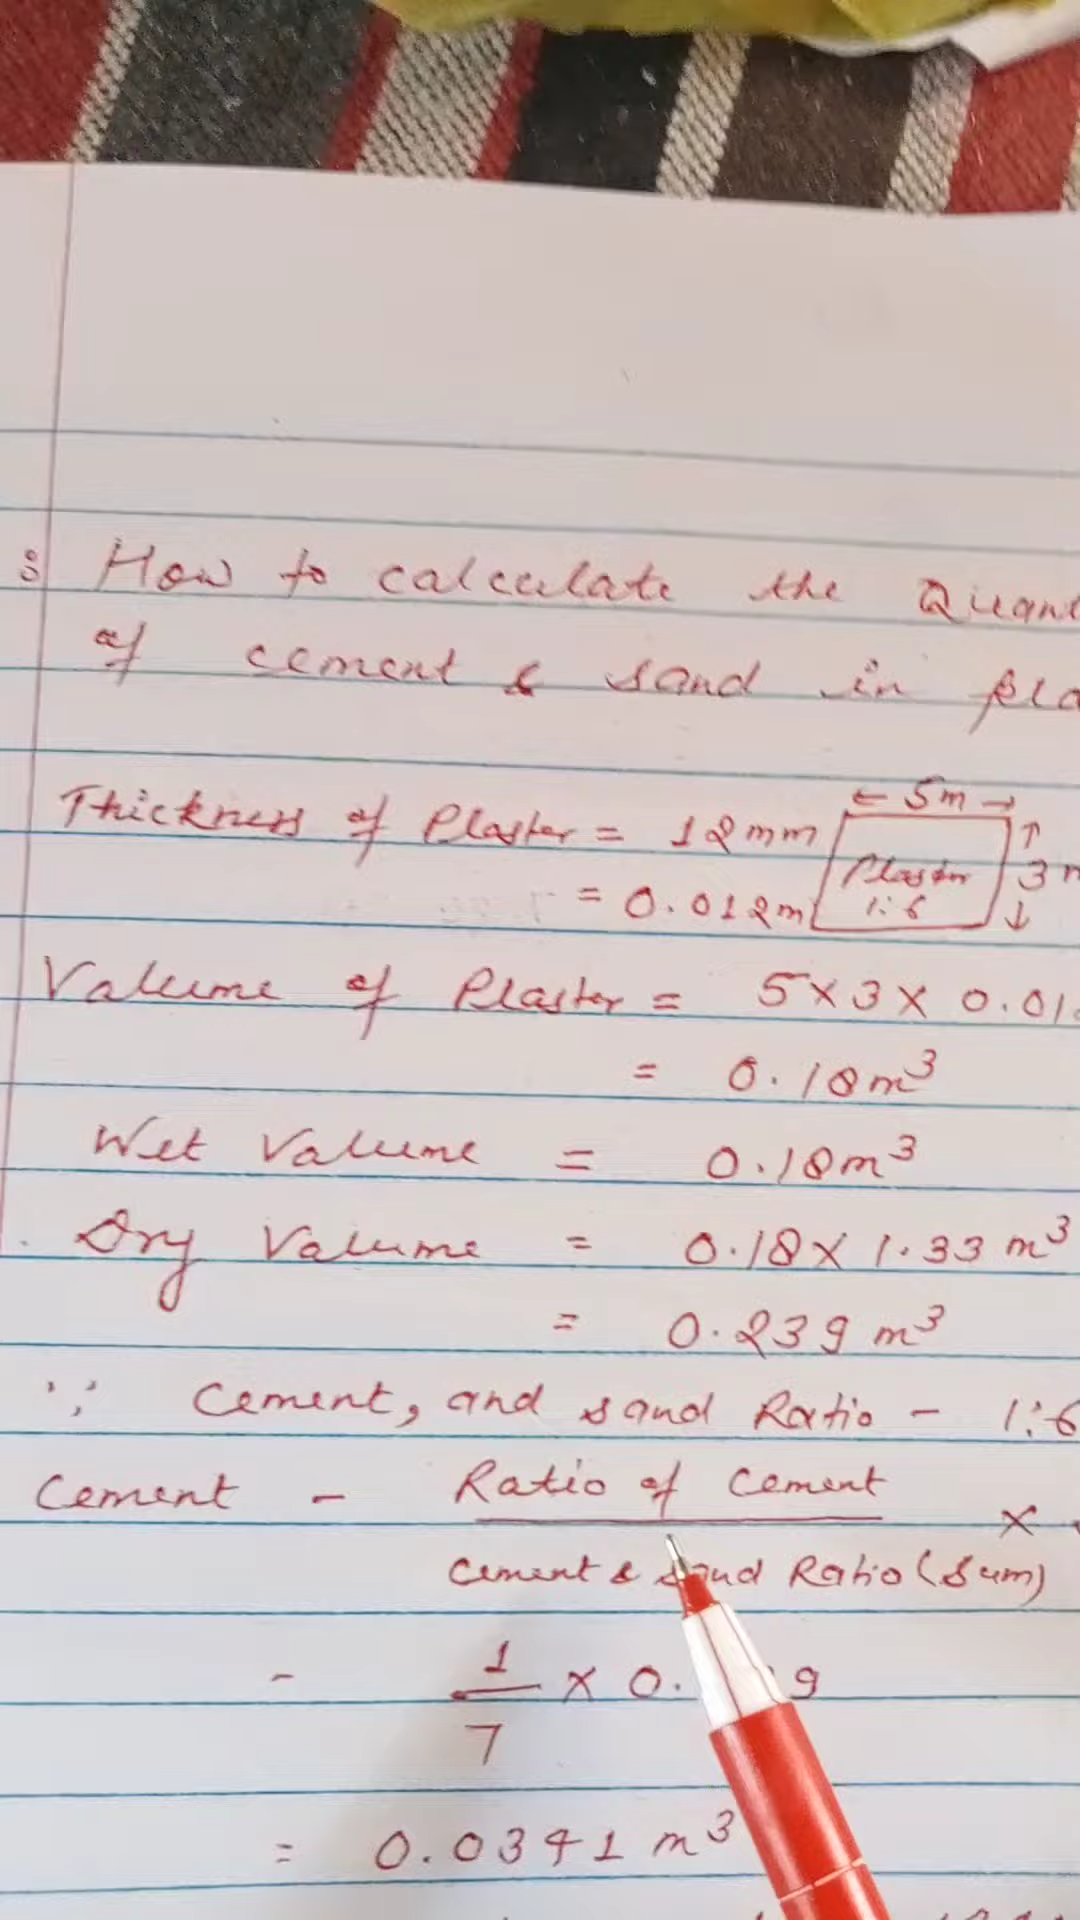 : How to calculate the Quant
of cement & sand in pla
Thickness of Plaster = 12mm
← 5m →
= 0.012m
Plaster
1:6
↑
3 m
↓
Volume of Plaster = 5 × 3 × 0.01
= 0.18m³
Wet Volume = 0.18m³
Dry Volume = 0.18 × 1.33 m³
= 0.239 m³
∵ Cement, and sand Ratio - 1:6
Cement - Ratio of Cement ×
Cement & Sand Ratio (Sum)
- 1/7 × 0. 9
= 0.0341 m³